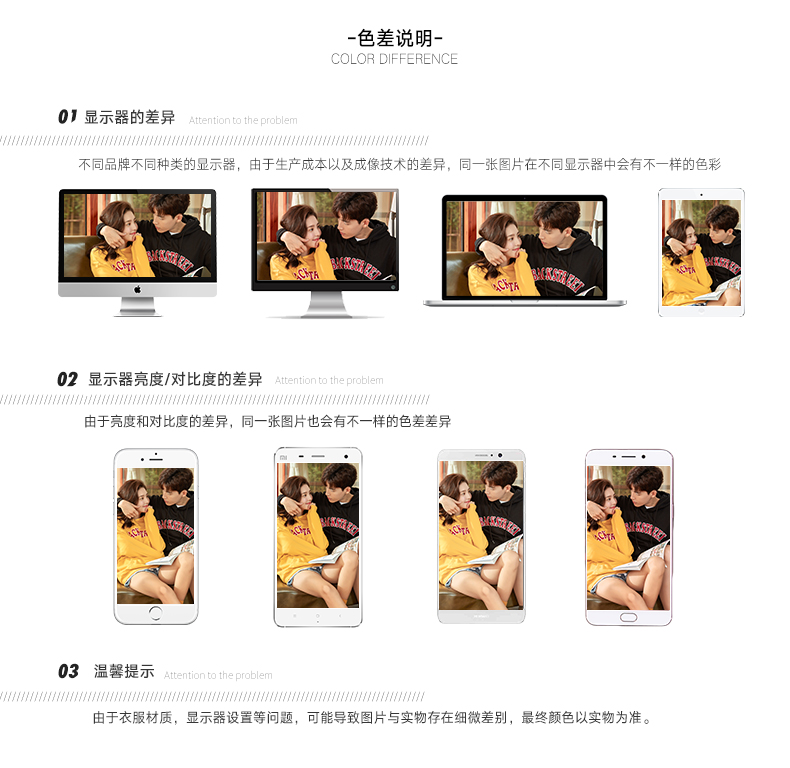 -色差说明-
COLOR DIFFERENCE
01 显示器的差异 Attention to the problem
不同品牌不同种类的显示器，由于生产成本以及成像技术的差异，同一张图片在不同显示器中会有不一样的色彩
02 显示器亮度/对比度的差异 Attention to the problem
由于亮度和对比度的差异，同一张图片也会有不一样的色差差异
03 温馨提示 Attention to the problem
由于衣服材质，显示器设置等问题，可能导致图片与实物存在细微差别，最终颜色以实物为准。